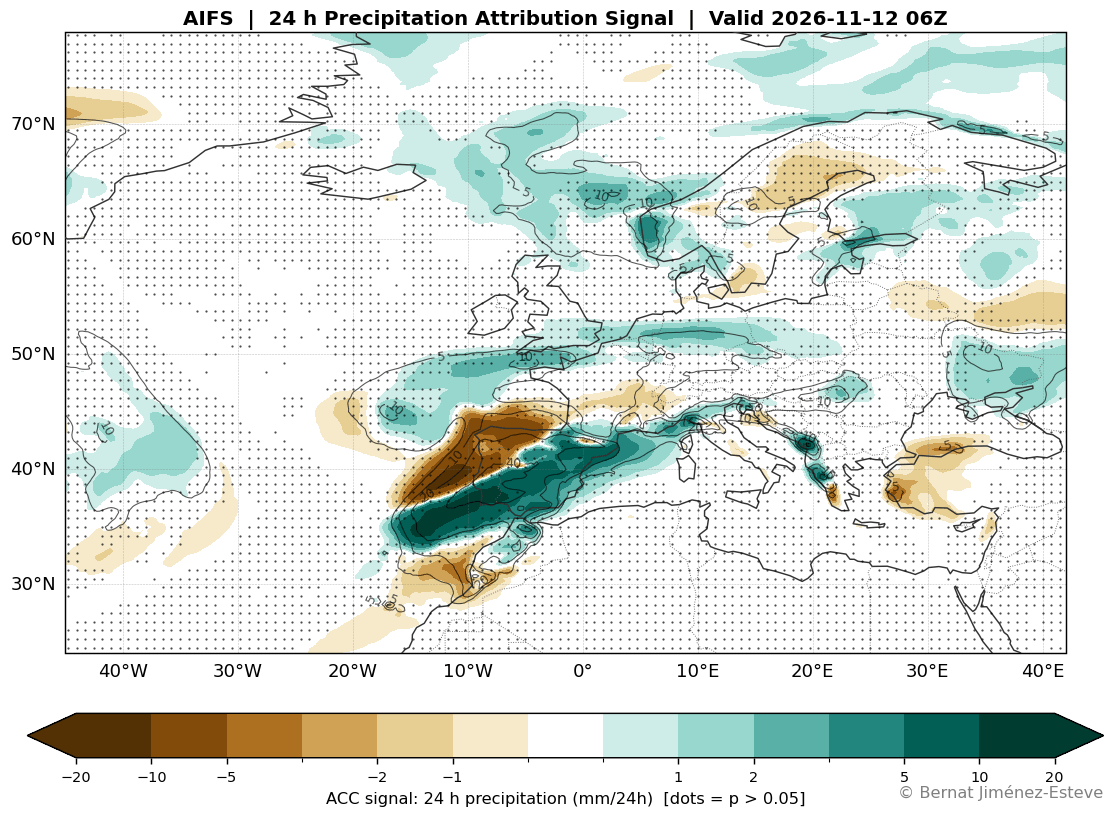 AIFS | 24 h Precipitation Attribution Signal | Valid 2026-11-12 06Z
70°N
60°N
50°N
40°N
30°N
40°W 30°W 20°W 10°W 0° 10°E 20°E 30°E 40°E
−20 −10 −5 −2 −1 1 2 5 10 20
ACC signal: 24 h precipitation (mm/24h) [dots = p > 0.05]
© Bernat Jiménez-Esteve